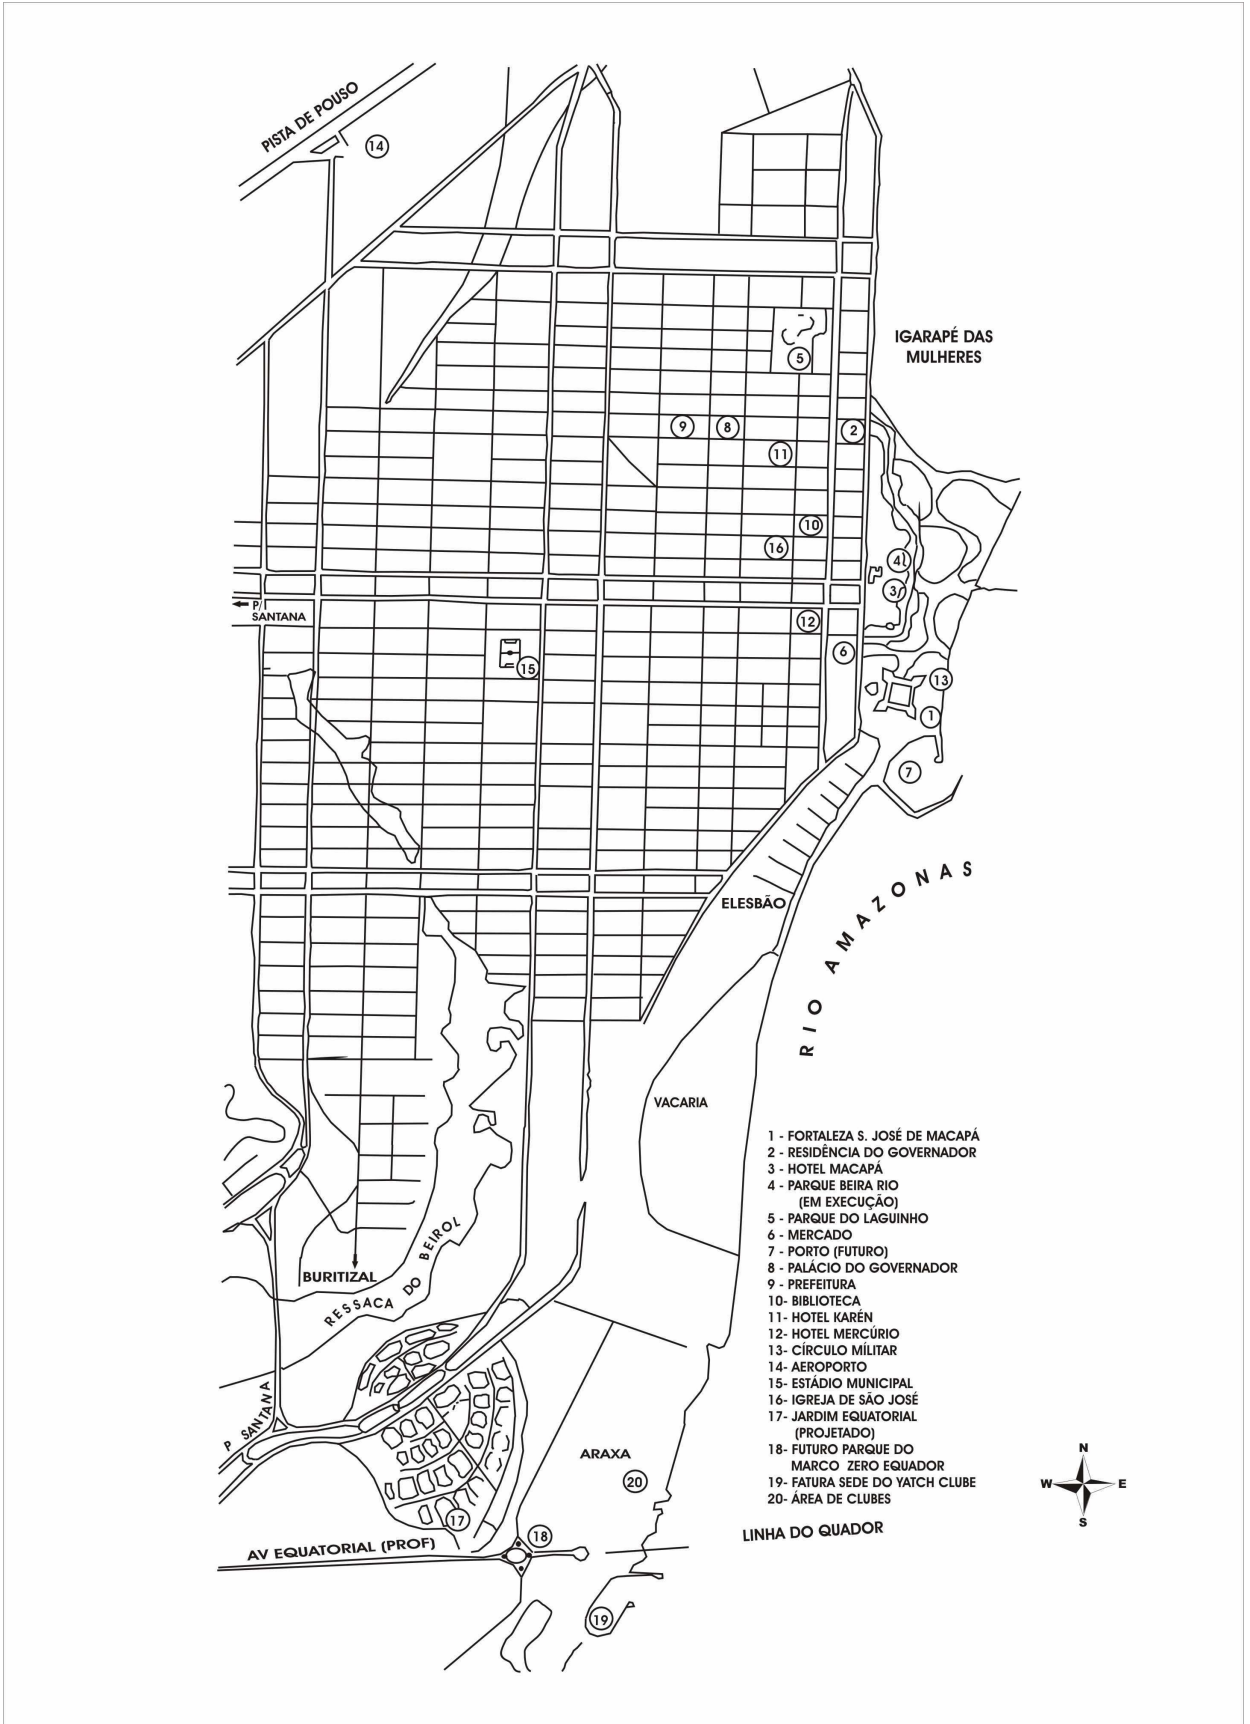 PISTA DE POUSO
14
IGARAPÉ DAS
MULHERES
5
9
8
2
11
10
16
4
3
P/
SANTANA
12
15
6
13
1
7
ELESBÃO
RIO AMAZONAS
VACARIA
1 - FORTALEZA S. JOSÉ DE MACAPÁ
2 - RESIDÊNCIA DO GOVERNADOR
3 - HOTEL MACAPÁ
4 - PARQUE BEIRA RIO
(EM EXECUÇÃO)
5 - PARQUE DO LAGUINHO
6 - MERCADO
7 - PORTO (FUTURO)
8 - PALÁCIO DO GOVERNADOR
9 - PREFEITURA
10- BIBLIOTECA
11- HOTEL KARÉN
12- HOTEL MERCÚRIO
13- CÍRCULO MÍLITAR
14- AEROPORTO
15- ESTÁDIO MUNICIPAL
16- IGREJA DE SÃO JOSÉ
17- JARDIM EQUATORIAL
(PROJETADO)
18- FUTURO PARQUE DO
MARCO ZERO EQUADOR
19- FATURA SEDE DO YATCH CLUBE
20- ÁREA DE CLUBES
BURITIZAL
RESSACA DO BEIROL
P SANTANA
ARAXA
20
17
18
AV EQUATORIAL (PROF)
LINHA DO QUADOR
19
N
W
E
S